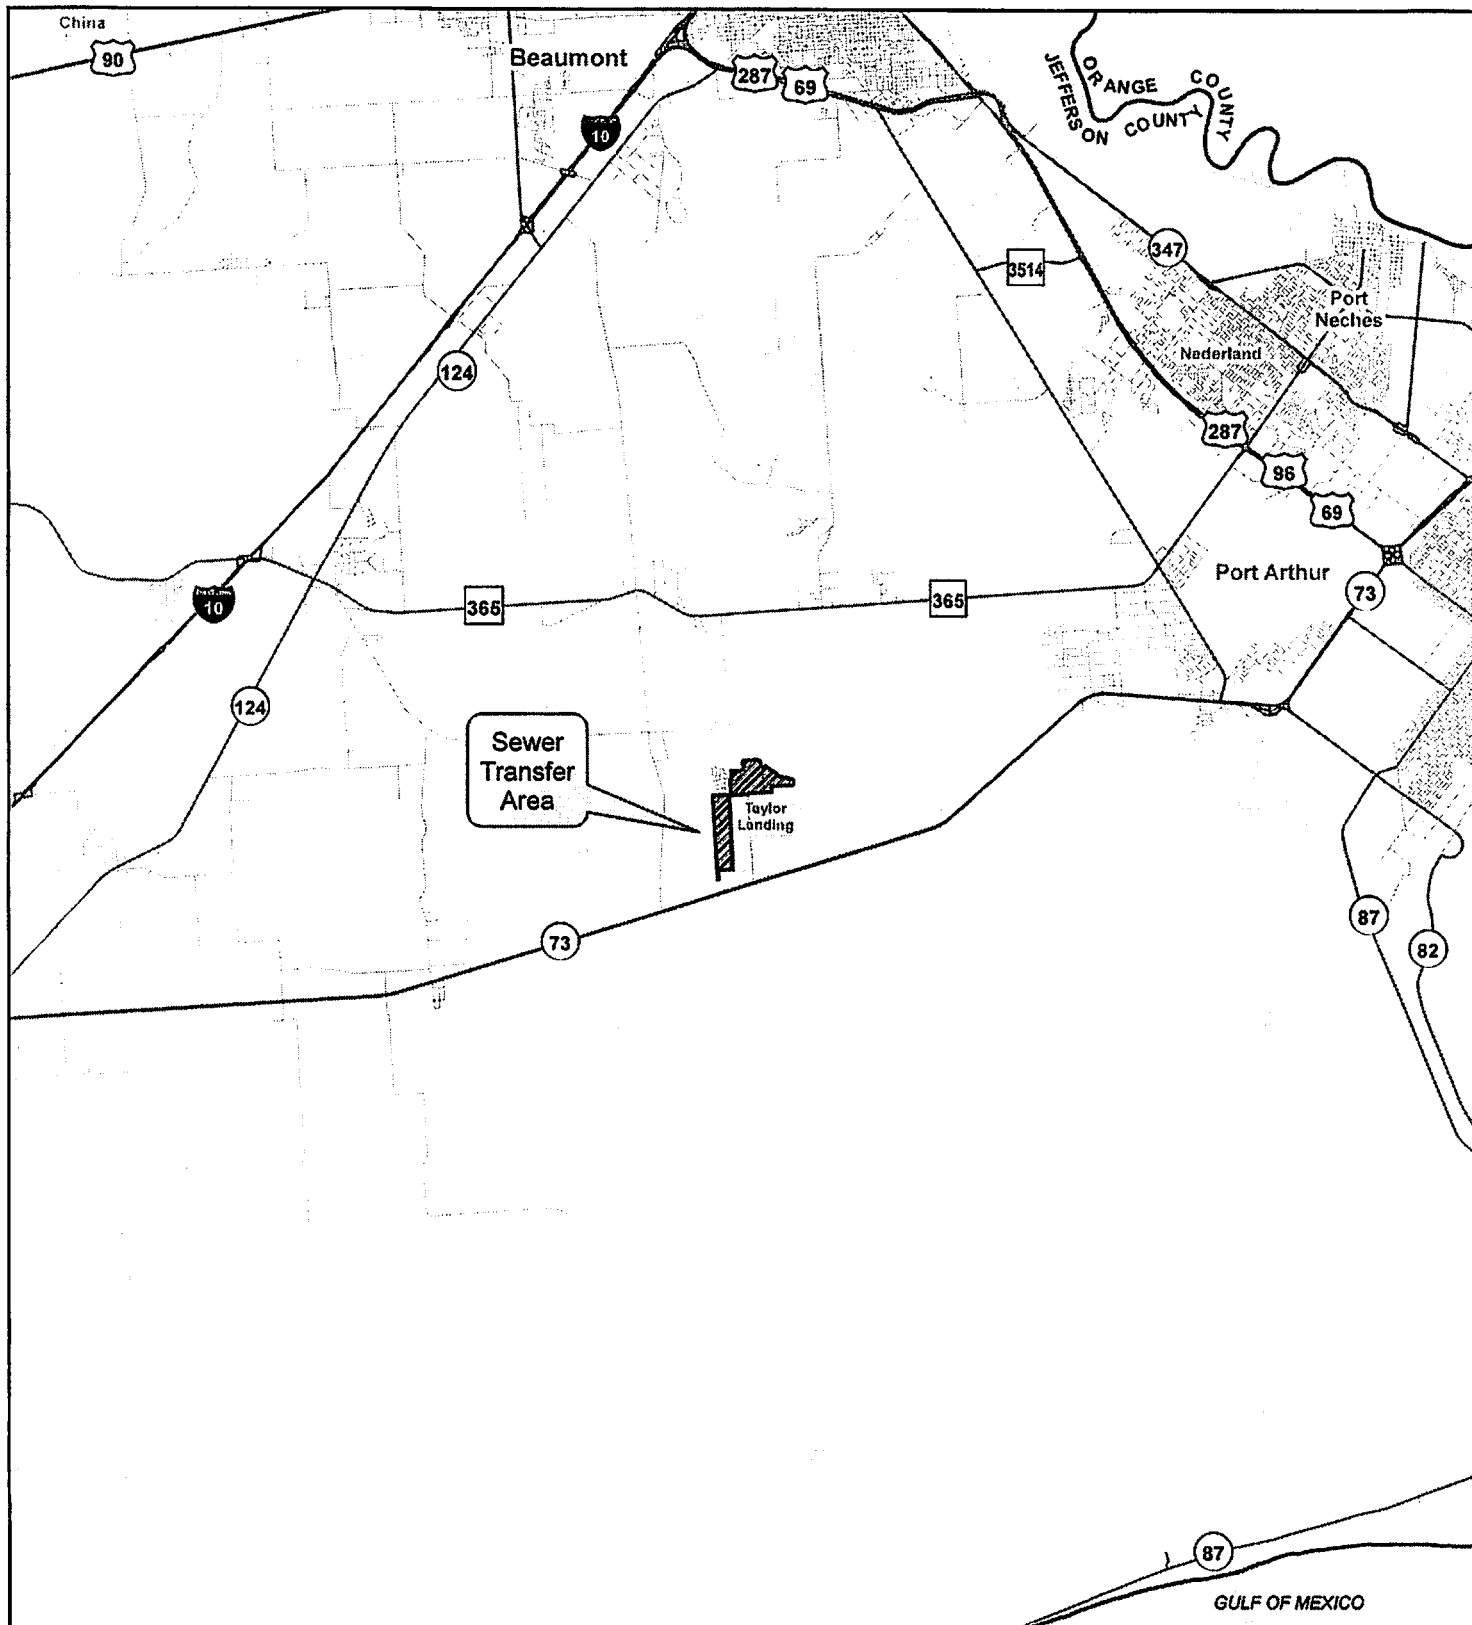 China
90
Beaumont
287
69
10
ORANGE COUNTY
JEFFERSON COUNTY
347
3514
Port
Neches
Nederland
124
287
96
69
Port Arthur
73
10
365
365
124
Sewer
Transfer
Area
Taylor
Landing
73
87
82
87
GULF OF MEXICO